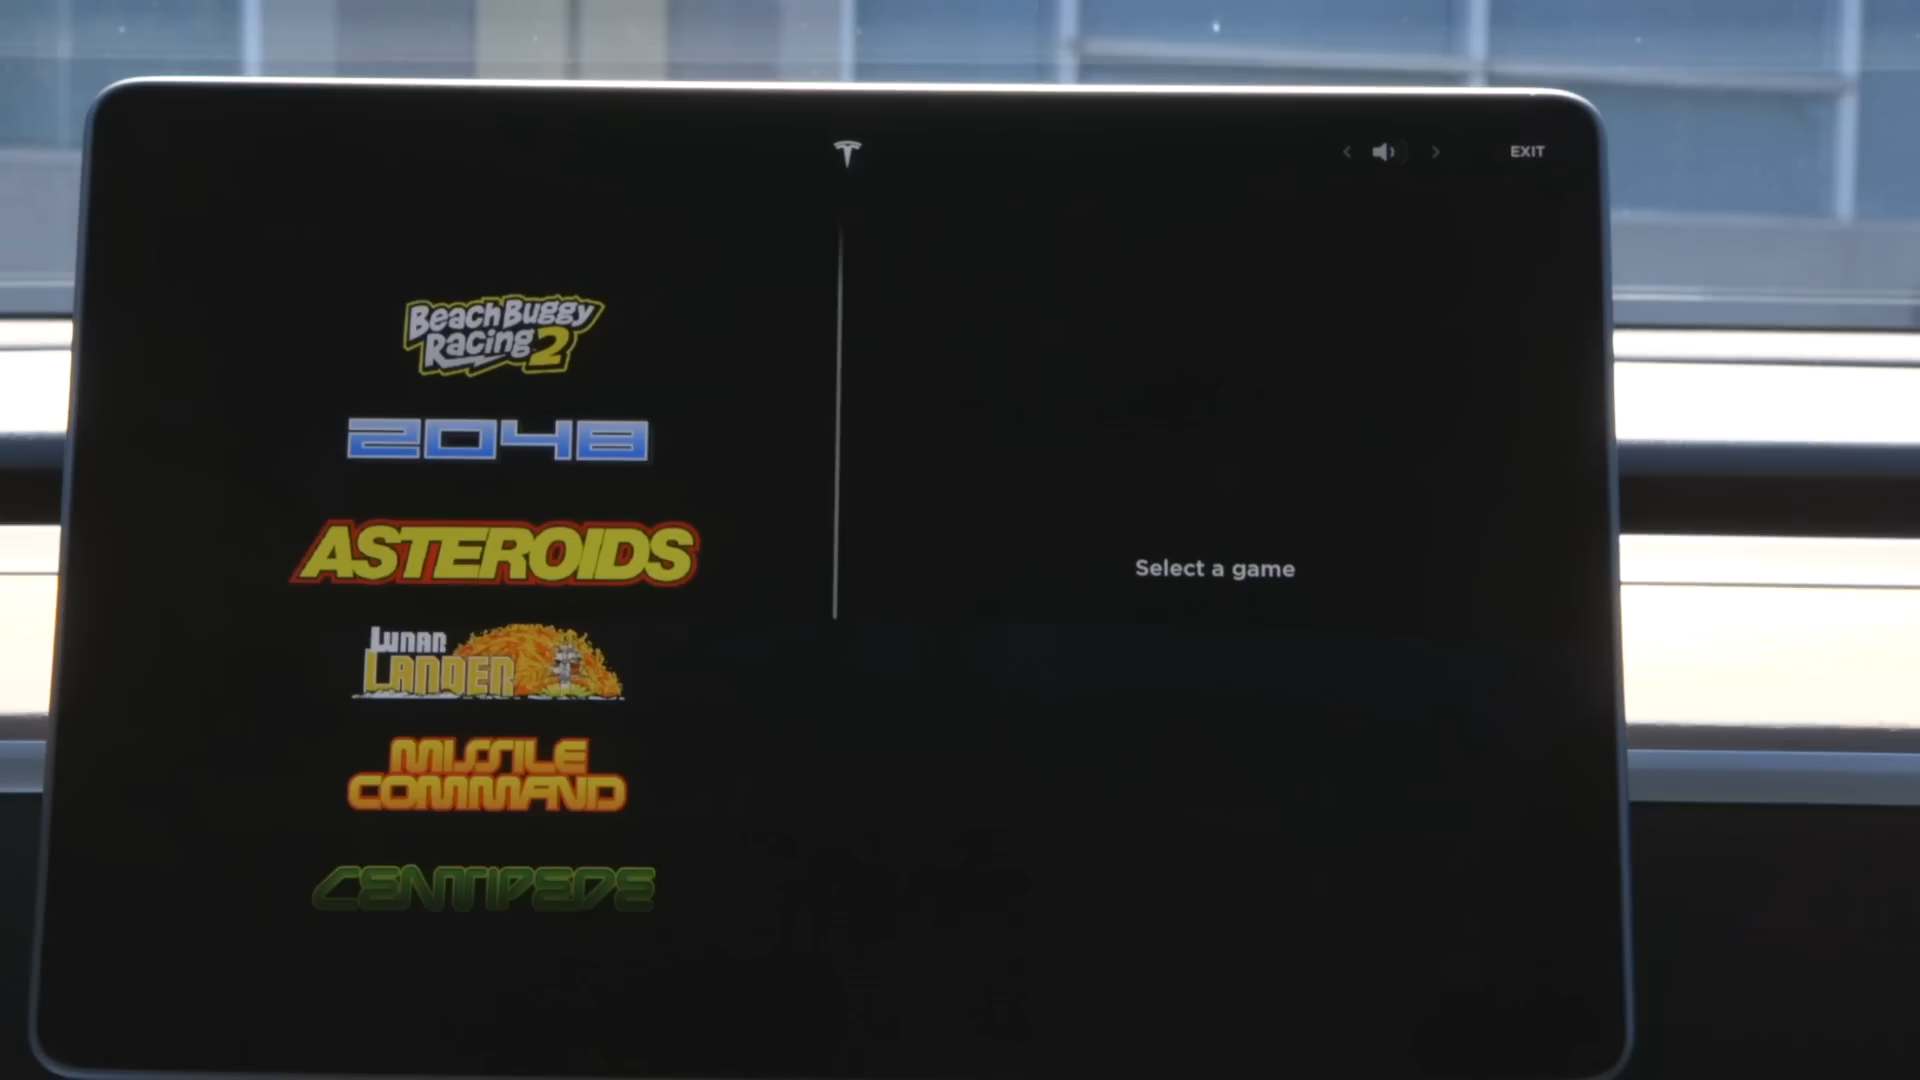 EXIT
Beach Buggy
Racing 2
2048
ASTEROIDS
Select a game
LUNAR
LANDER
MISSILE
COMMAND
CENTIPEDE